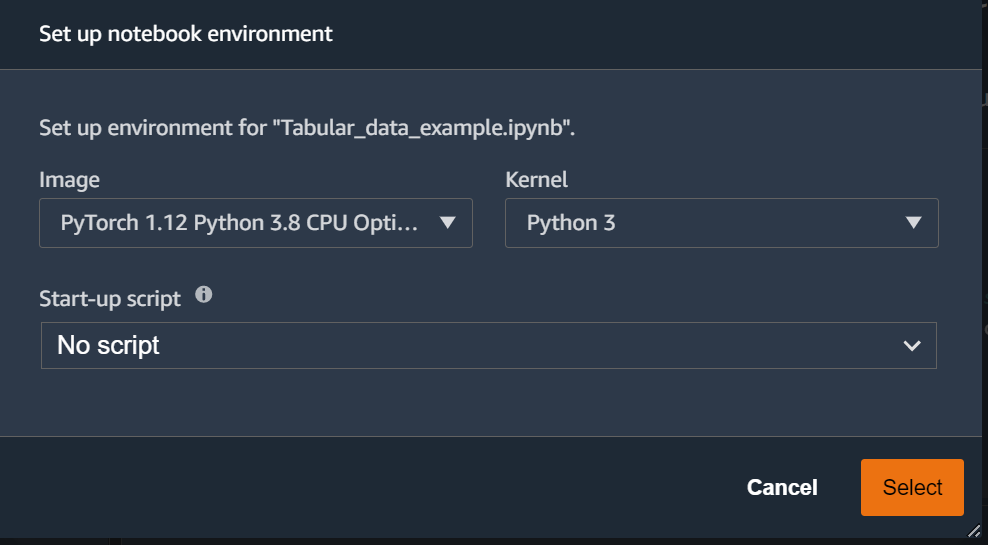 Set up notebook environment
Set up environment for "Tabular_data_example.ipynb".
Image
Kernel
PyTorch 1.12 Python 3.8 CPU Opti...
Python 3
Start-up script
No script
Cancel
Select